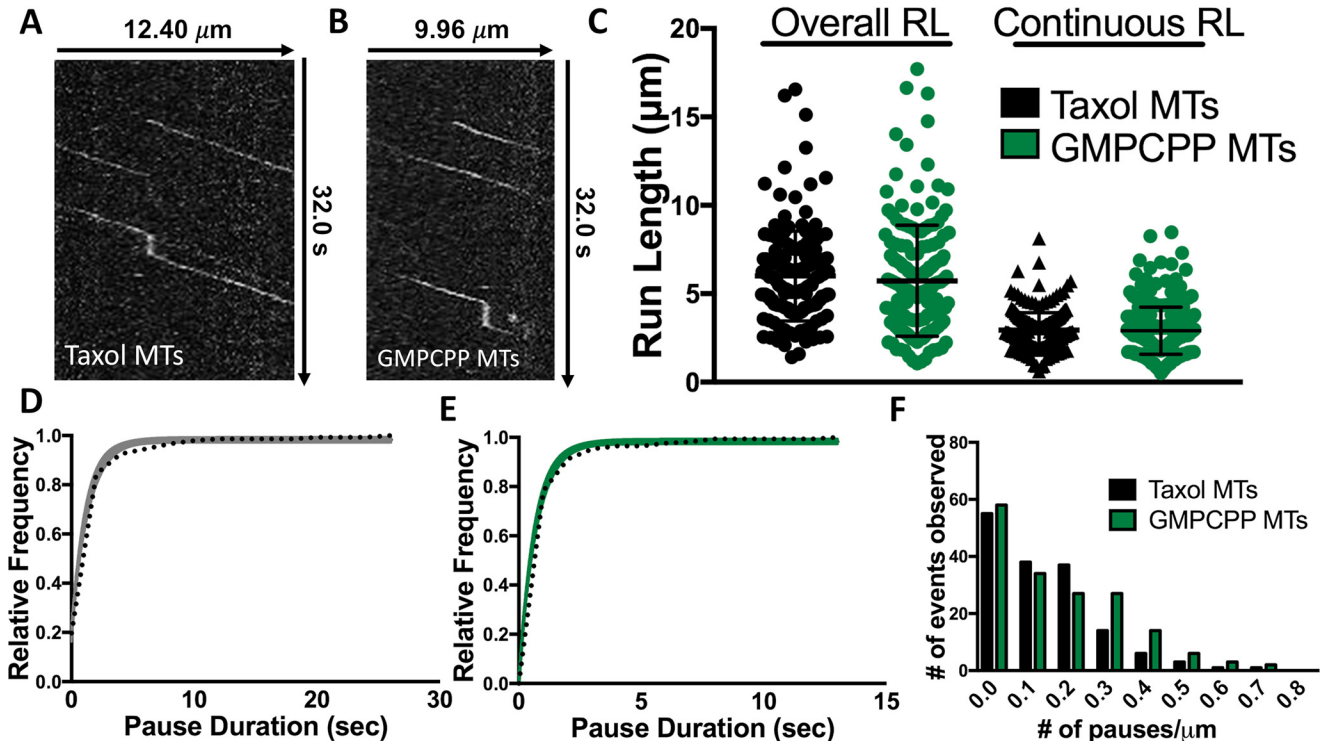 A
12.40 μm
32.0 s
Taxol MTs
B
9.96 μm
32.0 s
GMPCPP MTs
C
Overall RL
Continuous RL
Run Length (μm)
20
15
10
5
0
Taxol MTs
GMPCPP MTs
D
Relative Frequency
1.0
0.8
0.6
0.4
0.2
0.0
0
10
20
30
Pause Duration (sec)
E
Relative Frequency
1.0
0.8
0.6
0.4
0.2
0.0
0
5
10
15
Pause Duration (sec)
F
# of events observed
80
60
40
20
0
Taxol MTs
GMPCPP MTs
0.0
0.1
0.2
0.3
0.4
0.5
0.6
0.7
0.8
# of pauses/μm